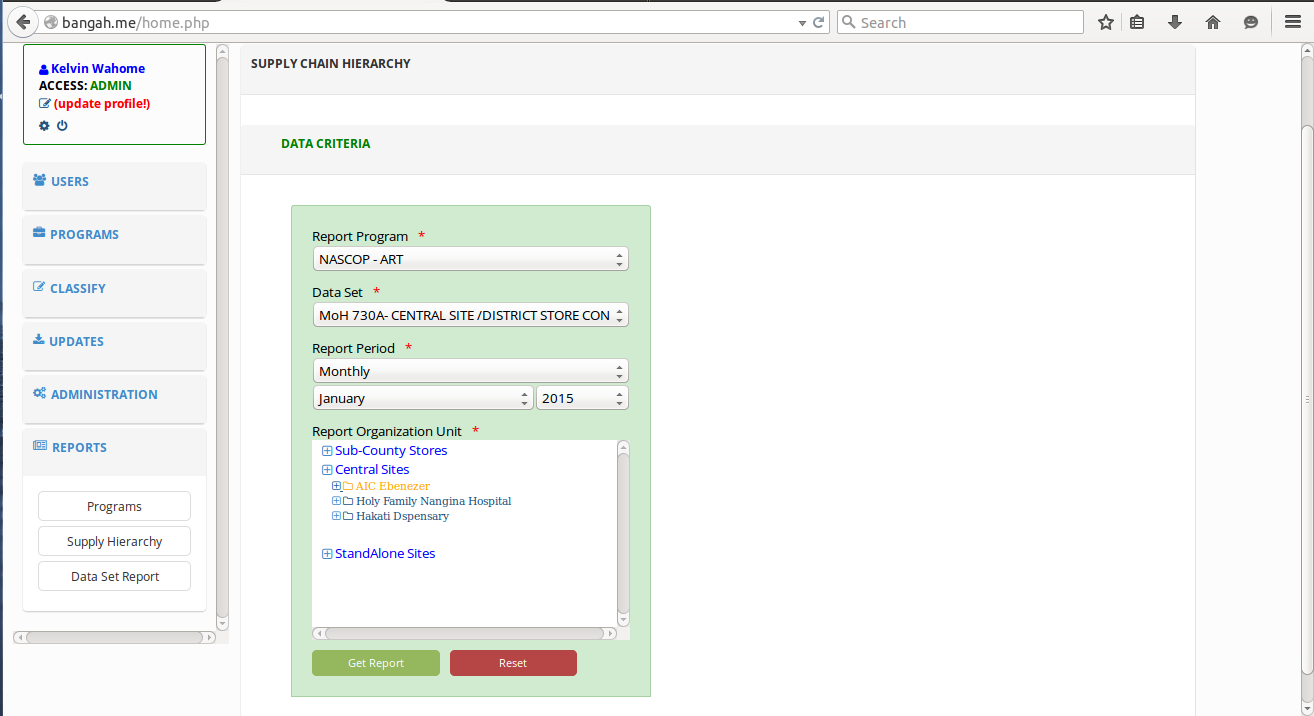 bangah.me/home.php
Search
Kelvin Wahome
ACCESS: ADMIN
(update profile!)
USERS
PROGRAMS
CLASSIFY
UPDATES
ADMINISTRATION
REPORTS
Programs
Supply Hierarchy
Data Set Report
SUPPLY CHAIN HIERARCHY
DATA CRITERIA
Report Program *
NASCOP - ART
Data Set *
MoH 730A- CENTRAL SITE /DISTRICT STORE CON
Report Period *
Monthly
January 2015
Report Organization Unit *
Sub-County Stores
Central Sites
AIC Ebenezer
Holy Family Nangina Hospital
Hakati Dspensary
StandAlone Sites
Get Report Reset